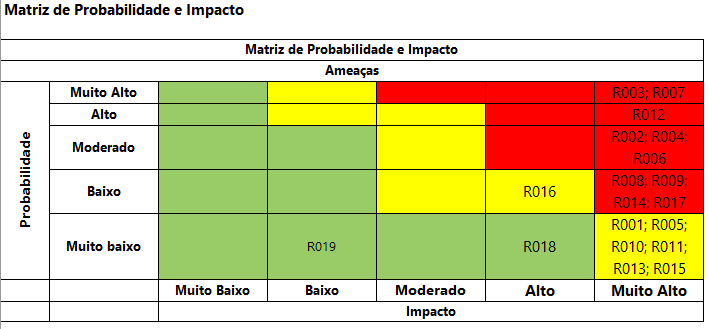 Matriz de Probabilidade e Impacto
Matriz de Probabilidade e Impacto
Ameaças
Probabilidade
Muito Alto
R003; R007
Alto
R012
Moderado
R002; R004;
R006
Baixo
R016
R008; R009;
R014; R017
Muito baixo
R019
R018
R001; R005;
R010; R011;
R013; R015
Muito Baixo
Baixo
Moderado
Alto
Muito Alto
Impacto